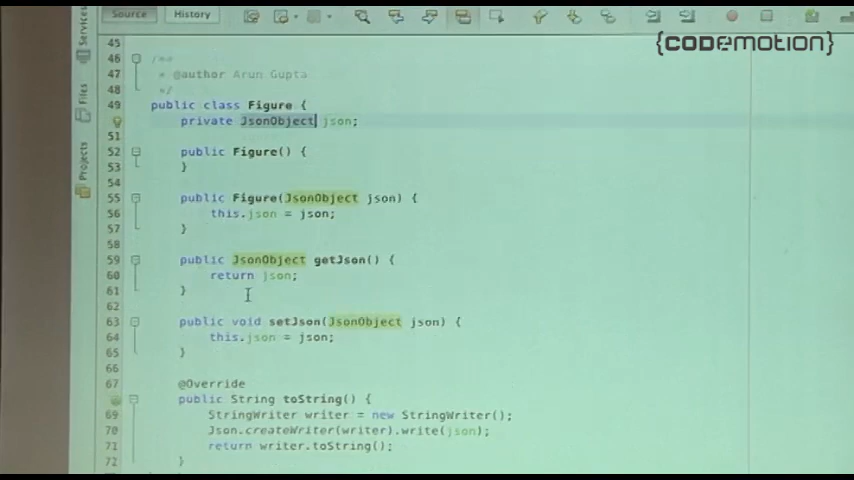 Source History
{CODEMOTION}
Services
Files
Projects
45
46 /**
47 * @author Arun Gupta
48 */
49 public class Figure {
private JsonObject json;
51
52 public Figure() {
53 }
54
55 public Figure(JsonObject json) {
56 this.json = json;
57 }
58
59 public JsonObject getJson() {
60 return json;
61 }
62
63 public void setJson(JsonObject json) {
64 this.json = json;
65 }
66
67 @Override
public String toString() {
69 StringWriter writer = new StringWriter();
70 Json.createWriter(writer).write(json);
71 return writer.toString();
72 }